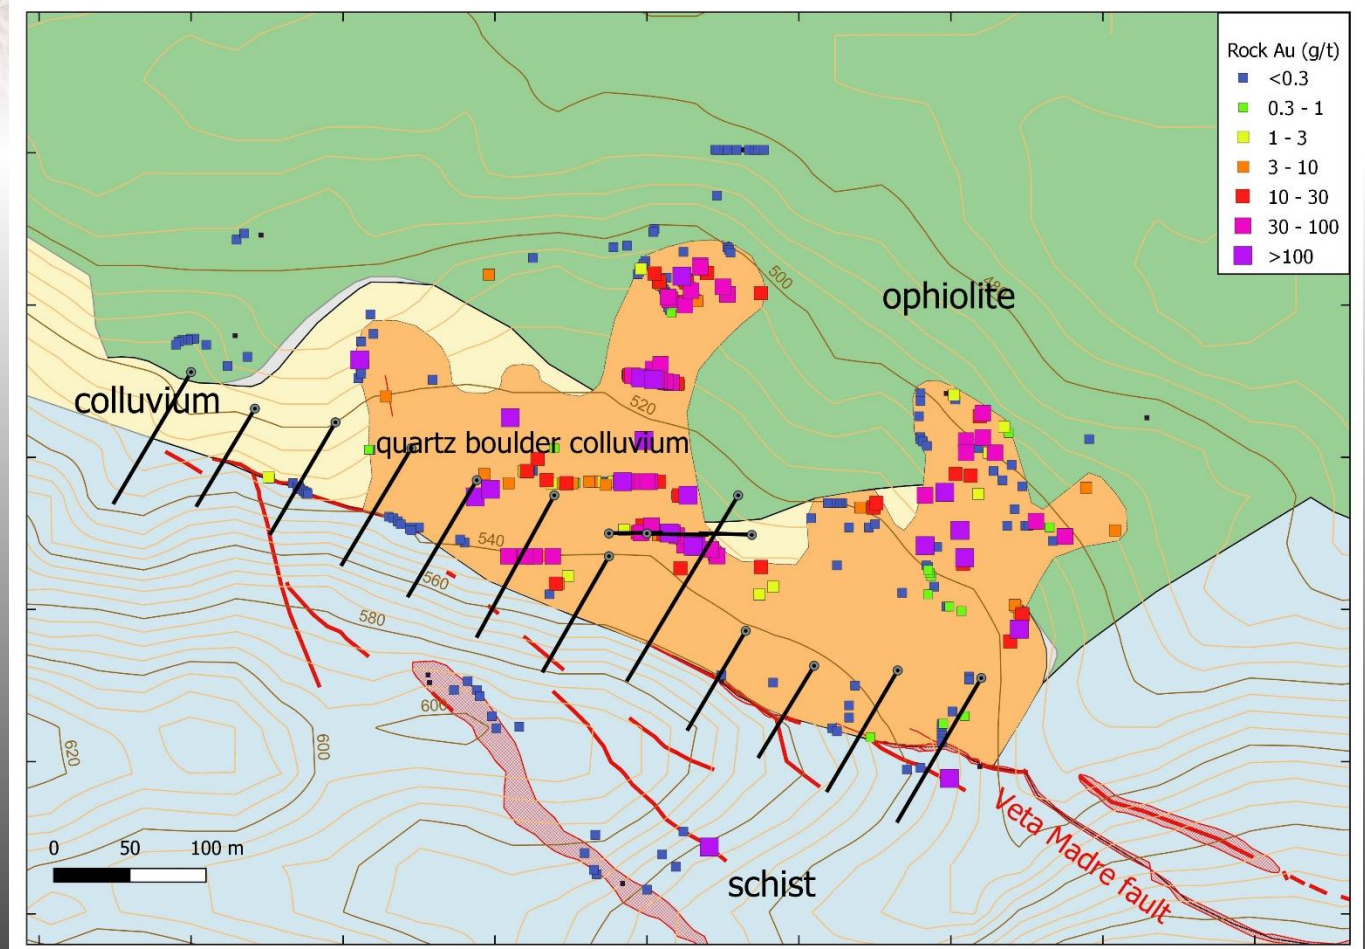 Rock Au (g/t)
<0.3
0.3 - 1
1 - 3
3 - 10
10 - 30
30 - 100
>100
480
500
ophiolite
colluvium
520
quartz boulder colluvium
540
560
580
600
600
620
0 50 100 m
schist
Veta Madre fault